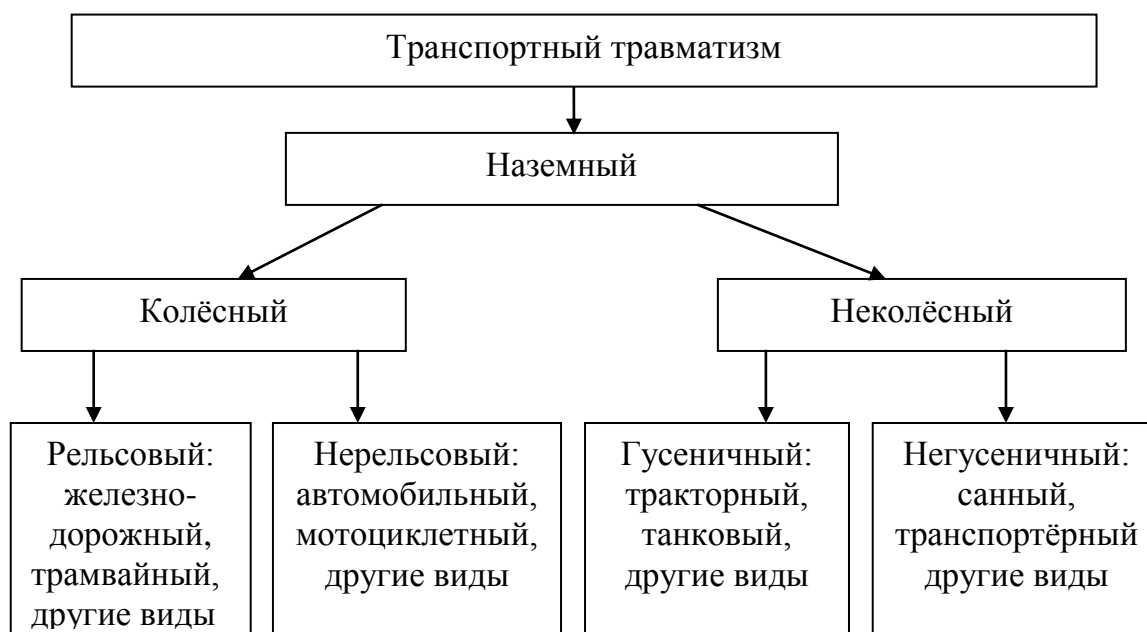 Транспортный травматизм
Наземный
Колёсный
Неколёсный
Рельсовый:
железно-
дорожный,
трамвайный,
другие виды
Нерельсовый:
автомобильный,
мотоциклетный,
другие виды
Гусеничный:
тракторный,
танковый,
другие виды
Негусеничный:
санный,
транспортёрный
другие виды